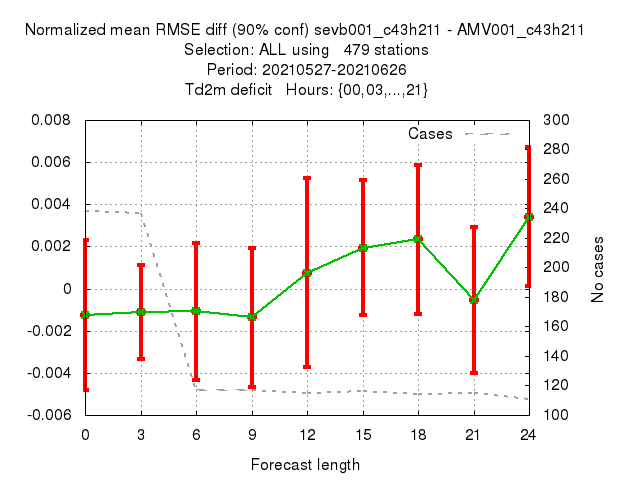 Normalized mean RMSE diff (90% conf) sevb001_c43h211 - AMV001_c43h211
Selection: ALL using 479 stations
Period: 20210527-20210626
Td2m deficit Hours: {00,03,...,21}
Cases
0.008
0.006
0.004
0.002
0
-0.002
-0.004
-0.006
300
280
260
240
220
200
180
160
140
120
100
No cases
0 3 6 9 12 15 18 21 24
Forecast length